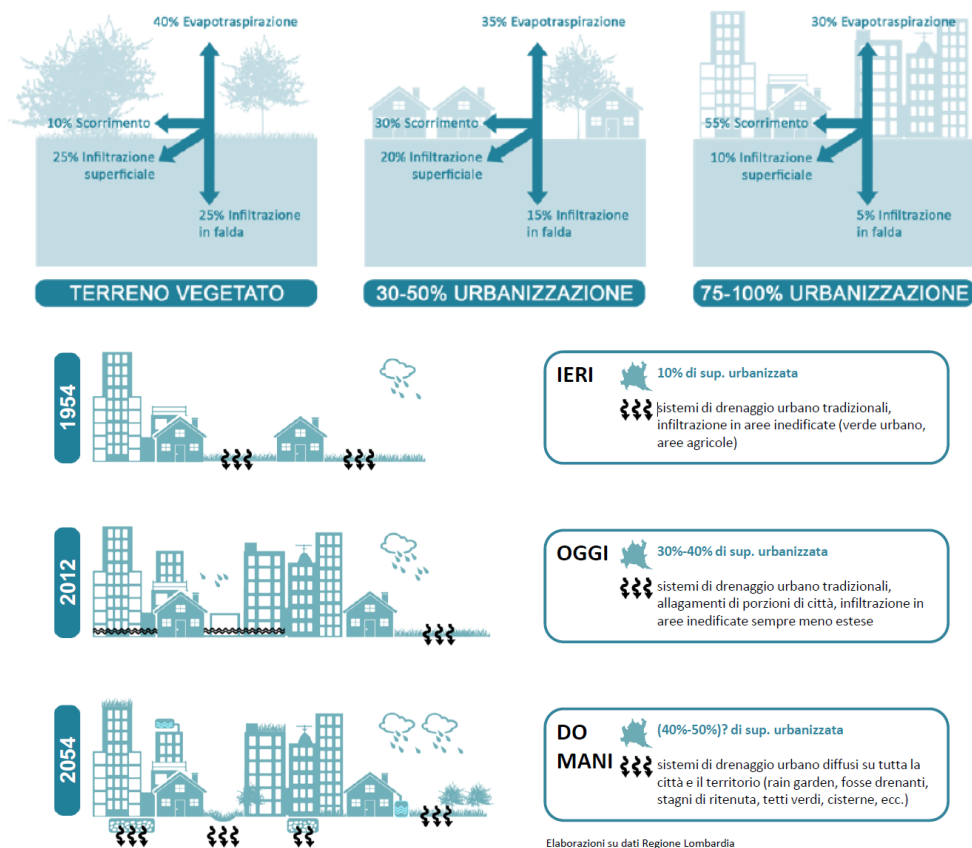 40% Evapotraspirazione
10% Scorrimento
25% Infiltrazione
superficiale
25% Infiltrazione
in falda
TERRENO VEGETATO
35% Evapotraspirazione
30% Scorrimento
20% Infiltrazione
superficiale
15% Infiltrazione
in falda
30-50% URBANIZZAZIONE
30% Evapotraspirazione
55% Scorrimento
10% Infiltrazione
superficiale
5% Infiltrazione
in falda
75-100% URBANIZZAZIONE
1954
IERI
10% di sup. urbanizzata
sistemi di drenaggio urbano tradizionali,
infiltrazione in aree inedificate (verde urbano,
aree agricole)
2012
OGGI
30%-40% di sup. urbanizzata
sistemi di drenaggio urbano tradizionali,
allagamenti di porzioni di città, infiltrazione in
aree inedificate sempre meno estese
2054
DO
MANI
(40%-50%)? di sup. urbanizzata
sistemi di drenaggio urbano diffusi su tutta la
città e il territorio (rain garden, fosse drenanti,
stagni di ritenuta, tetti verdi, cisterne, ecc.)
Elaborazioni su dati Regione Lombardia